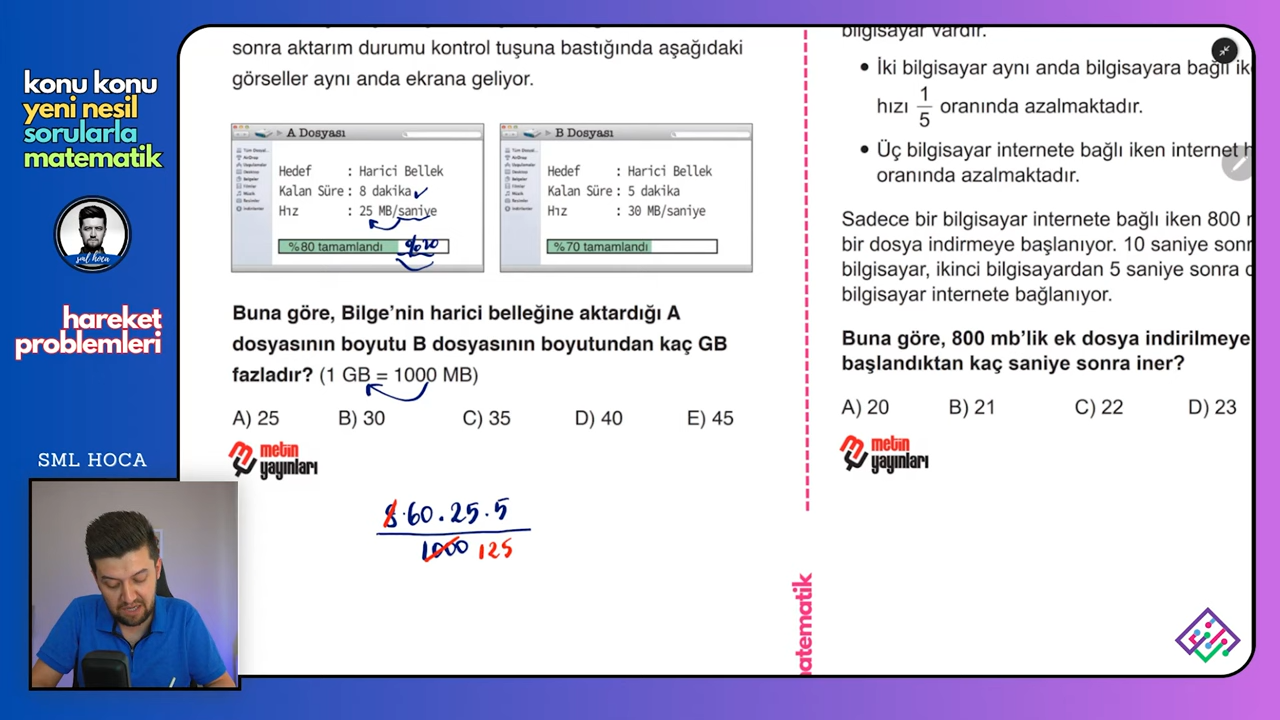 konu konu
yeni nesil
sorularla
matematik
sml hoca
hareket
problemleri
SML HOCA
sonra aktarım durumu kontrol tuşuna bastığında aşağıdaki
görseller aynı anda ekrana geliyor.
A Dosyası
Hedef : Harici Bellek
Kalan Süre : 8 dakika
Hız : 25 MB/saniye
%80 tamamlandı %20
B Dosyası
Hedef : Harici Bellek
Kalan Süre : 5 dakika
Hız : 30 MB/saniye
%70 tamamlandı
Buna göre, Bilge'nin harici belleğine aktardığı A
dosyasının boyutu B dosyasının boyutundan kaç GB
fazladır? (1 GB = 1000 MB)
A) 25 B) 30 C) 35 D) 40 E) 45
metin
yayınları
8·60.25.5
1000 125
bilgisayar vardır.
• İki bilgisayar aynı anda bilgisayara bağlı ik
hızı 1/5 oranında azalmaktadır.
• Üç bilgisayar internete bağlı iken internet h
oranında azalmaktadır.
Sadece bir bilgisayar internete bağlı iken 800
bir dosya indirmeye başlanıyor. 10 saniye sonr
bilgisayar, ikinci bilgisayardan 5 saniye sonra
bilgisayar internete bağlanıyor.
Buna göre, 800 mb'lik ek dosya indirilmeye
başlandıktan kaç saniye sonra iner?
A) 20 B) 21 C) 22 D) 23
metin
yayınları
atematik